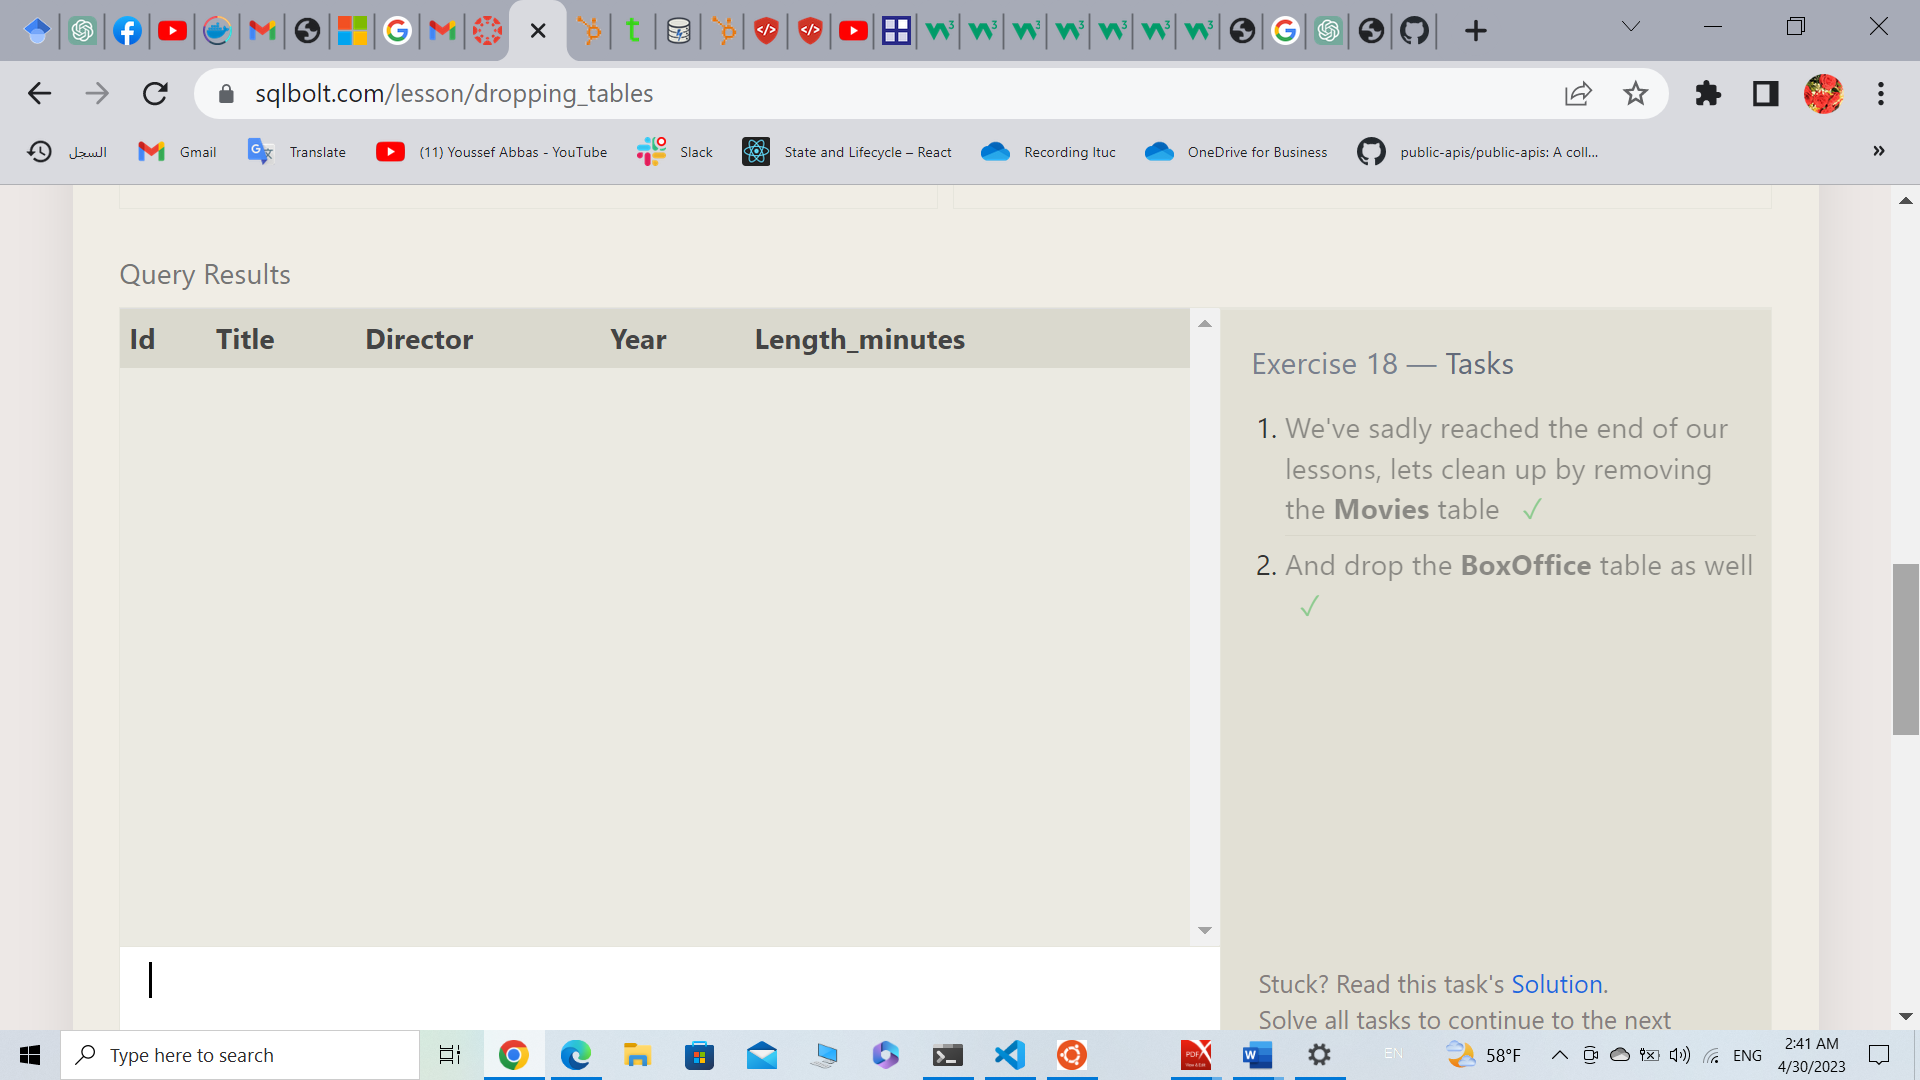 sqlbolt.com/lesson/dropping_tables
السجل Gmail Translate (11) Youssef Abbas - YouTube Slack State and Lifecycle – React Recording ltuc OneDrive for Business public-apis/public-apis: A coll... »
Query Results
Id Title Director Year Length_minutes
Exercise 18 — Tasks
1. We've sadly reached the end of our
lessons, lets clean up by removing
the Movies table ✓
2. And drop the BoxOffice table as well
✓
Stuck? Read this task's Solution.
Solve all tasks to continue to the next
Type here to search
EN
58°F
ENG
2:41 AM
4/30/2023